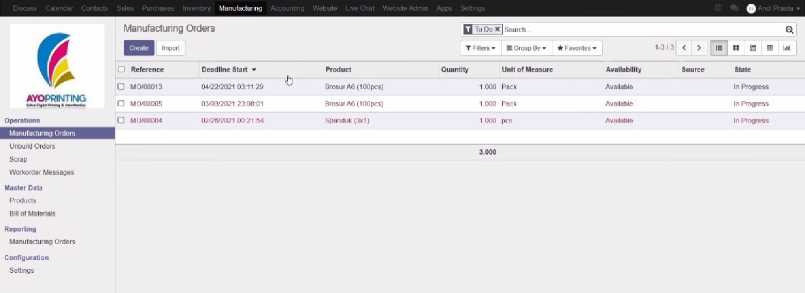 Discuss Calendar Contacts Sales Purchases Inventory Manufacturing Accounting Website Live Chat Website Admin Apps Settings
Manufacturing Orders
To Do Search...
Create Import
Filters Group By Favorites 1-3 / 3
Reference Deadline Start Product Quantity Unit of Measure Availability Source State
MO/00013 04/22/2021 03:11:29 Brosur A6 (100pcs) 1.000 Pack Available In Progress
MO/00005 03/03/2021 23:08:01 Brosur A6 (100pcs) 1.000 Pack Available In Progress
MO/00004 02/26/2021 00:21:54 Spanduk (3x1) 1.000 pcs Available In Progress
3.000
AYOPRINTING
Operations
Manufacturing Orders
Unbuild Orders
Scrap
Workorder Messages
Master Data
Products
Bill of Materials
Reporting
Manufacturing Orders
Configuration
Settings